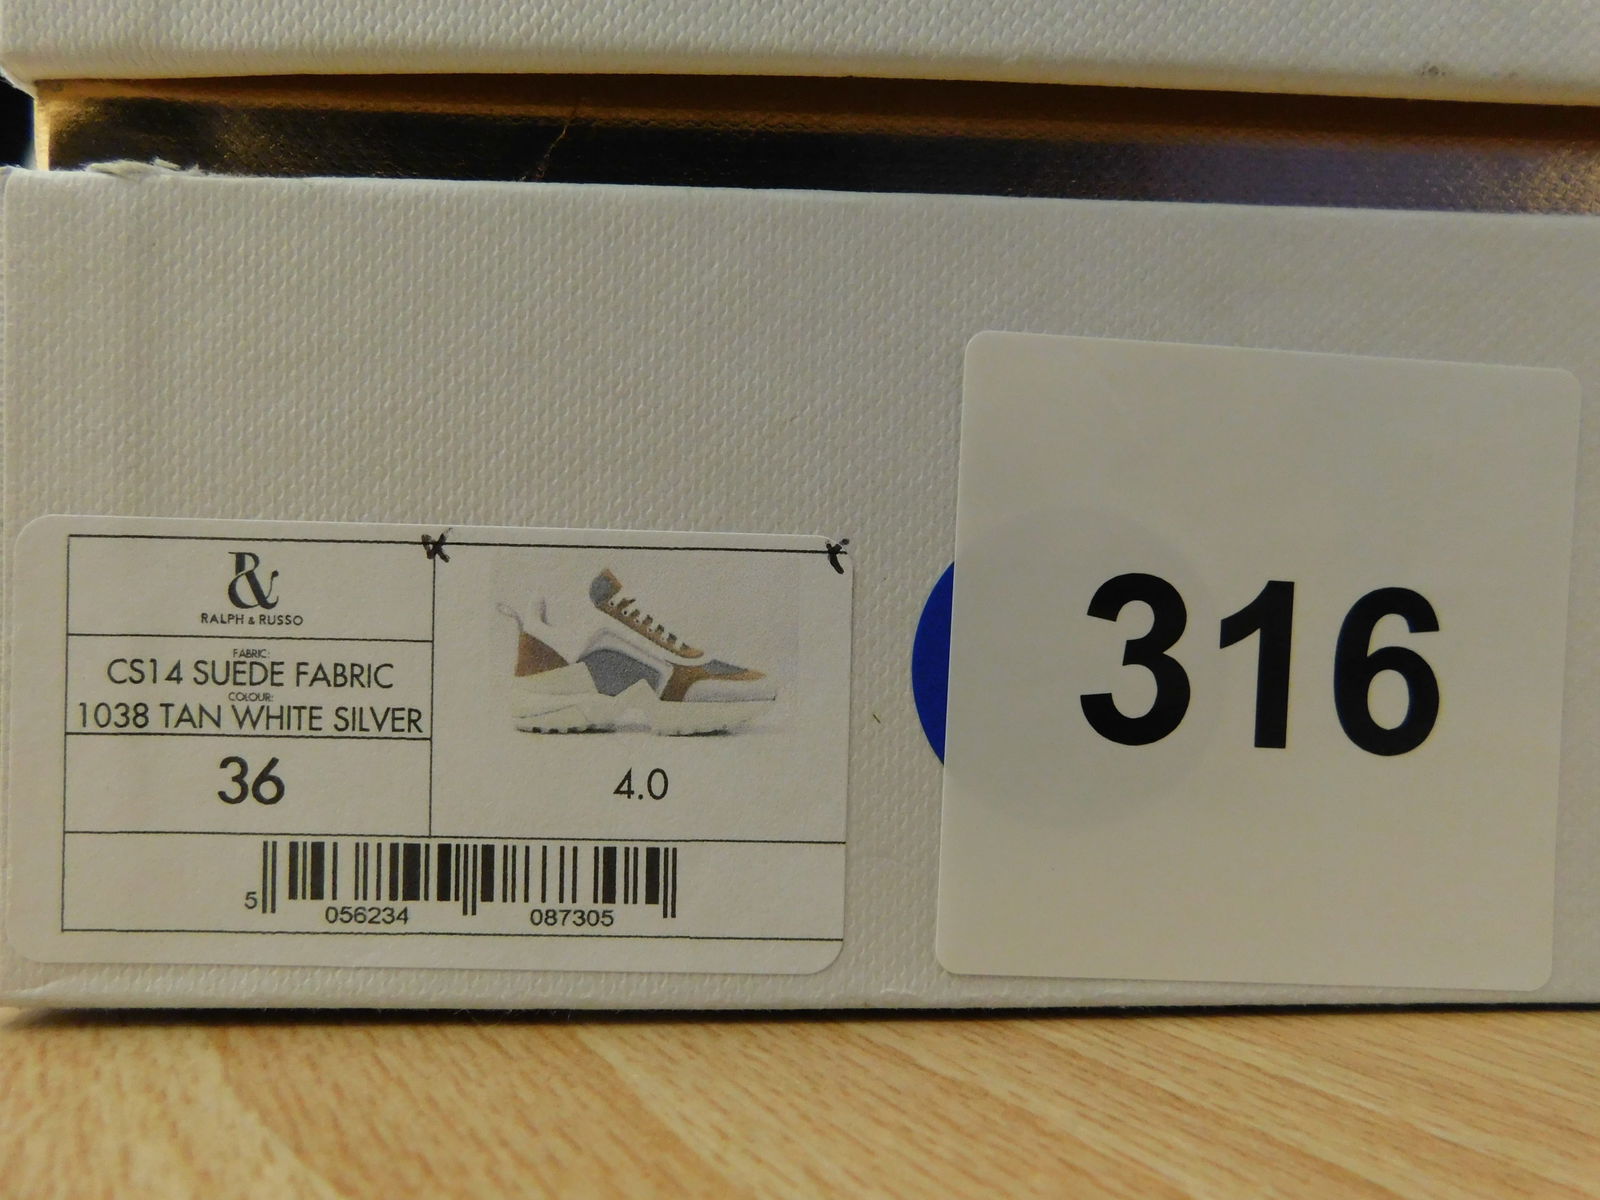 R&
RALPH & RUSSO
FABRIC:
CS14 SUEDE FABRIC
COLOUR:
1038 TAN WHITE SILVER
36
4.0
5 056234 087305
316